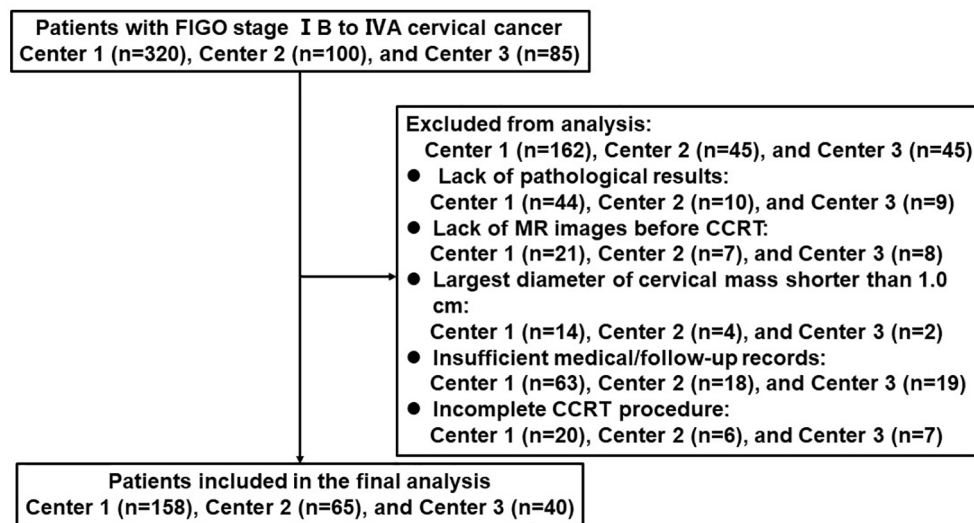 Patients with FIGO stage Ⅰ B to ⅣA cervical cancer
Center 1 (n=320), Center 2 (n=100), and Center 3 (n=85)
Excluded from analysis:
Center 1 (n=162), Center 2 (n=45), and Center 3 (n=45)
● Lack of pathological results:
Center 1 (n=44), Center 2 (n=10), and Center 3 (n=9)
● Lack of MR images before CCRT:
Center 1 (n=21), Center 2 (n=7), and Center 3 (n=8)
● Largest diameter of cervical mass shorter than 1.0
cm:
Center 1 (n=14), Center 2 (n=4), and Center 3 (n=2)
● Insufficient medical/follow-up records:
Center 1 (n=63), Center 2 (n=18), and Center 3 (n=19)
● Incomplete CCRT procedure:
Center 1 (n=20), Center 2 (n=6), and Center 3 (n=7)
Patients included in the final analysis
Center 1 (n=158), Center 2 (n=65), and Center 3 (n=40)